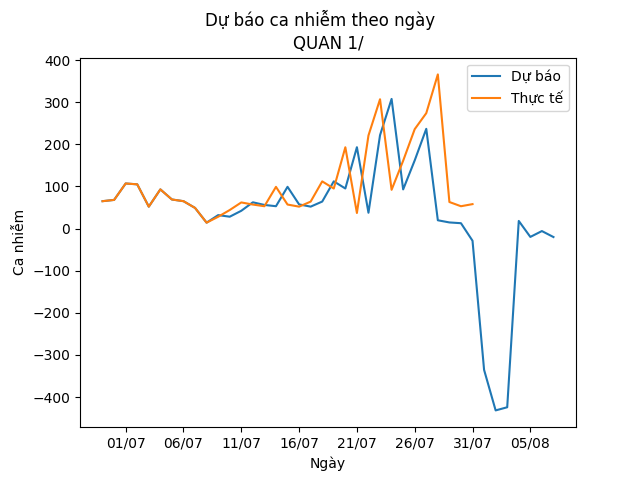 Dự báo ca nhiễm theo ngày
QUAN 1/
Dự báo
Thực tế
Ca nhiễm
400
300
200
100
0
−100
−200
−300
−400
01/07 06/07 11/07 16/07 21/07 26/07 31/07 05/08
Ngày